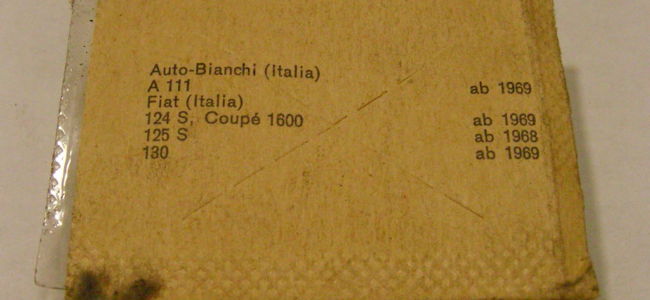 Auto-Bianchi (Italia)
A 111 ab 1969
Fiat (Italia)
124 S, Coupé 1600 ab 1969
125 S ab 1968
130 ab 1969